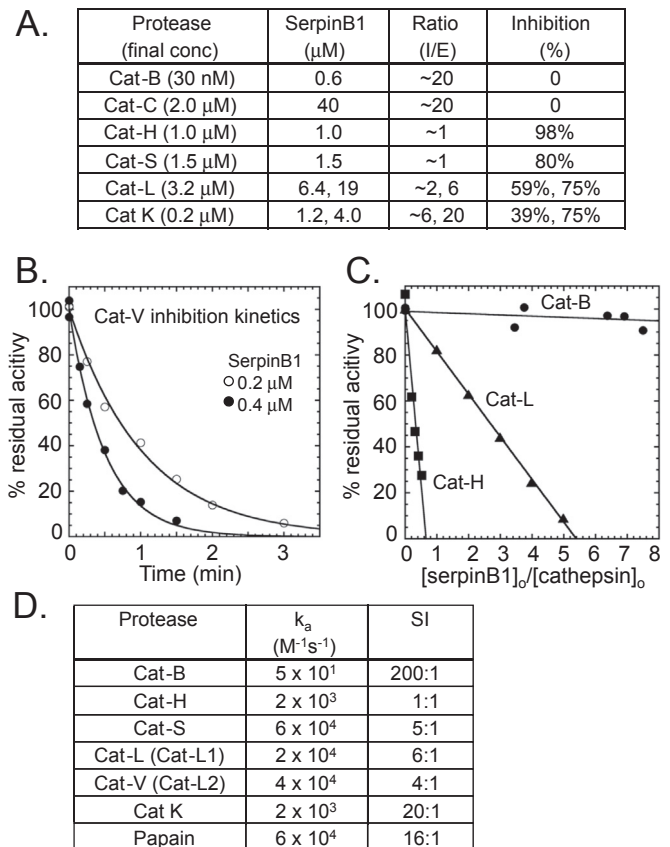 A.
Protease (final conc) SerpinB1 (μM) Ratio (I/E) Inhibition (%)
Cat-B (30 nM) 0.6 ~20 0
Cat-C (2.0 μM) 40 ~20 0
Cat-H (1.0 μM) 1.0 ~1 98%
Cat-S (1.5 μM) 1.5 ~1 80%
Cat-L (3.2 μM) 6.4, 19 ~2, 6 59%, 75%
Cat K (0.2 μM) 1.2, 4.0 ~6, 20 39%, 75%
B.
% residual acitivy
100
80
60
40
20
0
Cat-V inhibition kinetics
SerpinB1
○ 0.2 μM
● 0.4 μM
0 1 2 3
Time (min)
C.
% residual acitivy
100
80
60
40
20
0
Cat-B
Cat-L
Cat-H
0 1 2 3 4 5 6 7 8
[serpinB1]₀/[cathepsin]₀
D.
Protease kₐ (M⁻¹s⁻¹) SI
Cat-B 5 x 10¹ 200:1
Cat-H 2 x 10³ 1:1
Cat-S 6 x 10⁴ 5:1
Cat-L (Cat-L1) 2 x 10⁴ 6:1
Cat-V (Cat-L2) 4 x 10⁴ 4:1
Cat K 2 x 10³ 20:1
Papain 6 x 10⁴ 16:1